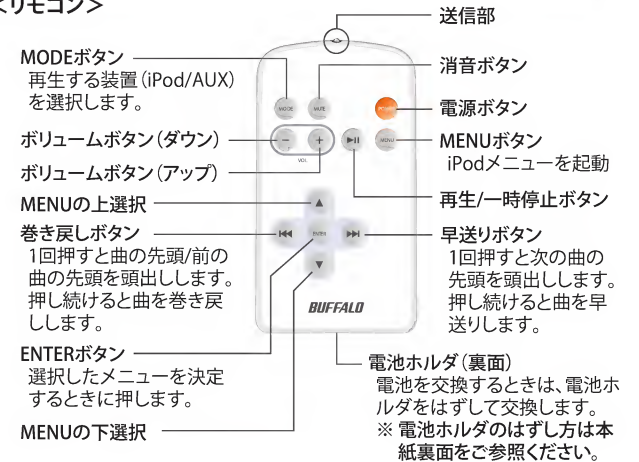 <リモコン>
送信部
MODEボタン
再生する装置（iPod/AUX）
を選択します。
消音ボタン
電源ボタン
ボリュームボタン（ダウン）
MENUボタン
iPodメニューを起動
ボリュームボタン（アップ）
再生/一時停止ボタン
MENUの上選択
巻き戻しボタン
1回押すと曲の先頭/前の
曲の先頭を頭出しします。
押し続けると曲を巻き戻
しします。
早送りボタン
1回押すと次の曲の
先頭を頭出しします。
押し続けると曲を早
送りします。
ENTERボタン
選択したメニューを決定
するときに押します。
MENUの下選択
電池ホルダ（裏面）
電池を交換するときは、電池ホ
ルダをはずして交換します。
※ 電池ホルダのはずし方は本
紙裏面をご参照ください。
MODE
MUTE
POWER
− +
VOL
MENU
ENTER
BUFFALO